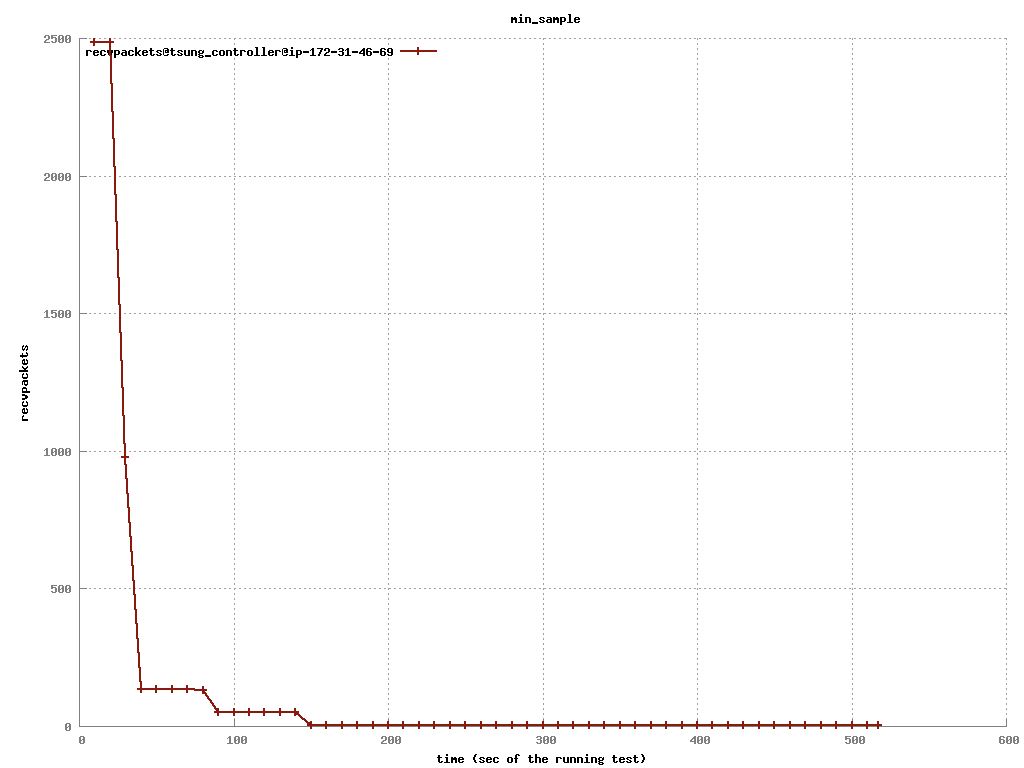 min_sample
recvpackets@tsung_controller@ip-172-31-46-69
2500
2000
1500
1000
500
0
recvpackets
0 100 200 300 400 500 600
time (sec of the running test)